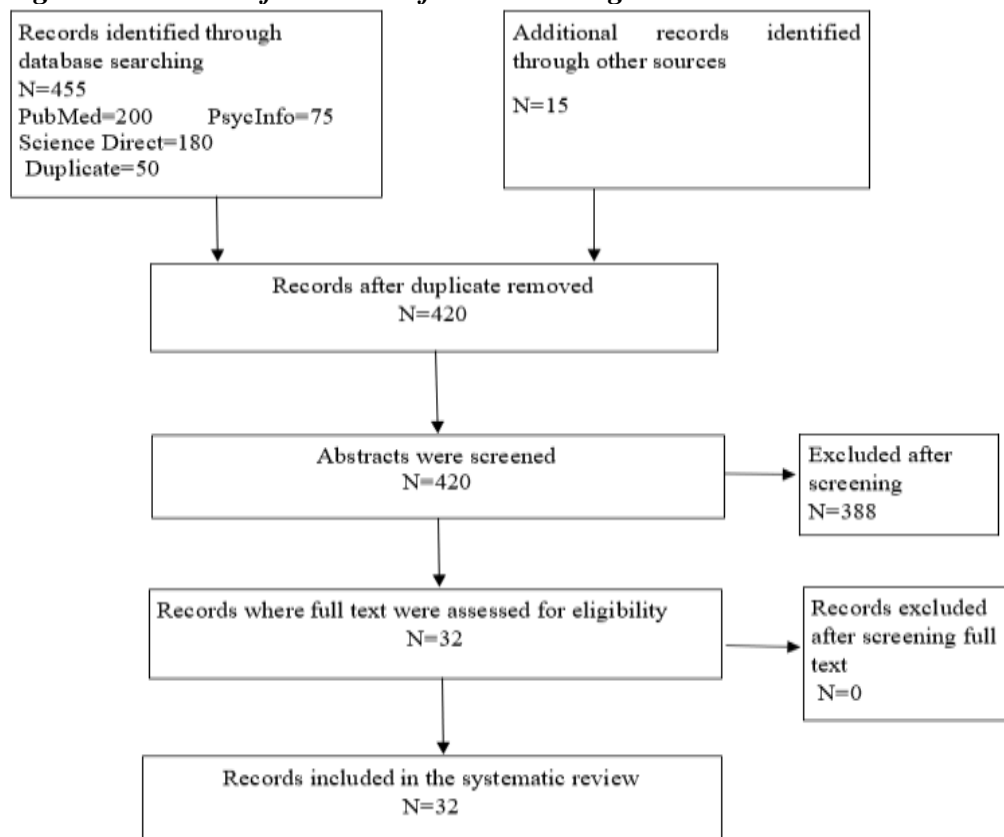 Records identified through
database searching
N=455
PubMed=200 PsycInfo=75
Science Direct=180
Duplicate=50
Additional records identified
through other sources
N=15
Records after duplicate removed
N=420
Abstracts were screened
N=420
Excluded after
screening
N=388
Records where full text were assessed for eligibility
N=32
Records excluded
after screening full
text
N=0
Records included in the systematic review
N=32